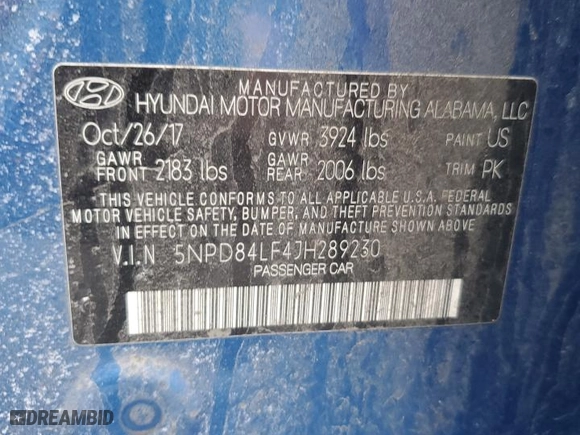 MANUFACTURED BY
HYUNDAI MOTOR MANUFACTURING ALABAMA, LLC
Oct/26/17 GVWR 3924 lbs PAINT US
GAWR FRONT 2183 lbs GAWR REAR 2006 lbs TRIM PK
THIS VEHICLE CONFORMS TO ALL APPLICABLE U.S.A. FEDERAL
MOTOR VEHICLE SAFETY, BUMPER, AND THEFT PREVENTION STANDARDS
IN EFFECT ON THE DATE OF MANUFACTURE SHOWN ABOVE.
V.I.N 5NPD84LF4JH289230
PASSENGER CAR
DREAMBID